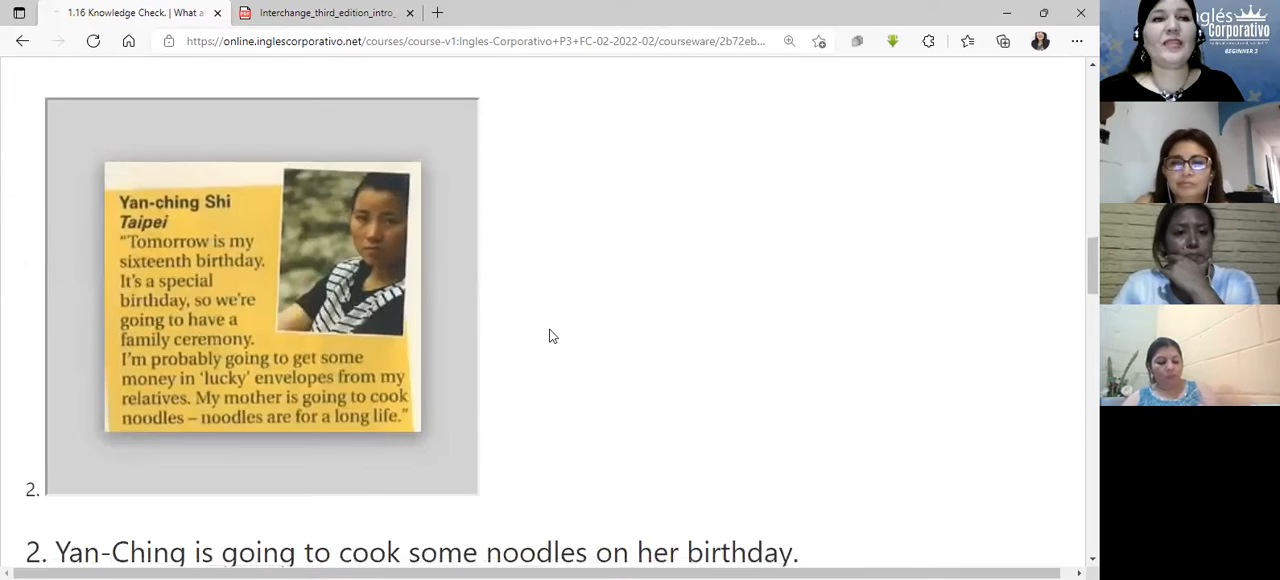 1.16 Knowledge Check. | What a
Interchange_third_edition_intro_
https://online.inglescorporativo.net/courses/course-v1:Ingles-Corporativo+P3+FC-02-2022-02/courseware/2b72eb...
Inglés
Corporativo
BEGINNER 3
Yan-ching Shi
Taipei
"Tomorrow is my
sixteenth birthday.
It's a special
birthday, so we're
going to have a
family ceremony.
I'm probably going to get some
money in 'lucky' envelopes from my
relatives. My mother is going to cook
noodles – noodles are for a long life."
2.
2. Yan-Ching is going to cook some noodles on her birthday.